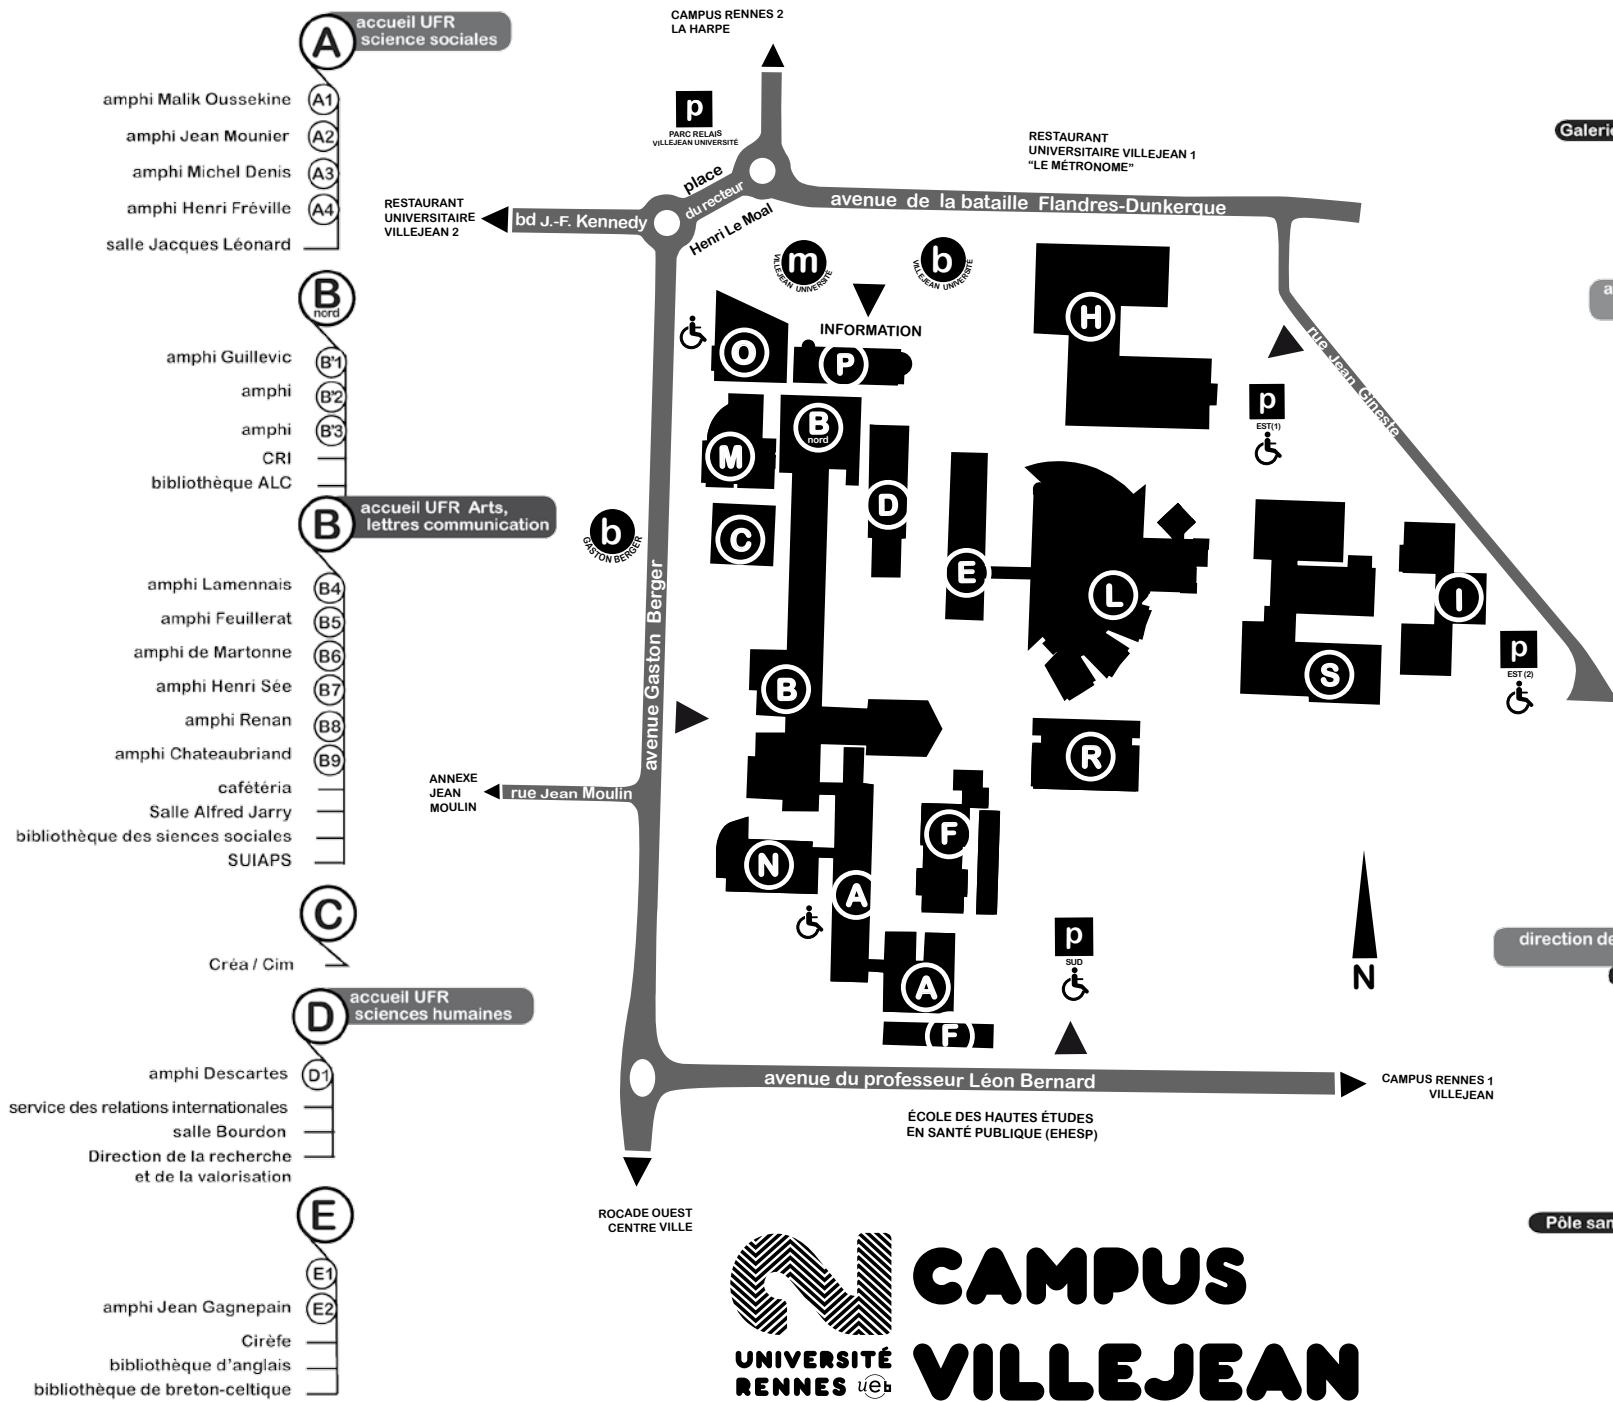 A
accueil UFR
science sociales
amphi Malik Oussekine
A1
amphi Jean Mounier
A2
amphi Michel Denis
A3
amphi Henri Fréville
A4
salle Jacques Léonard
B
nord
amphi Guillevic
B'1
amphi
B'2
amphi
B'3
CRI
bibliothèque ALC
B
accueil UFR Arts,
lettres communication
amphi Lamennais
B4
amphi Feuillerat
B5
amphi de Martonne
B6
amphi Henri Sée
B7
amphi Renan
B8
amphi Chateaubriand
B9
cafétéria
Salle Alfred Jarry
bibliothèque des siences sociales
SUIAPS
C
Créa / Cim
D
accueil UFR
sciences humaines
amphi Descartes
D1
service des relations internationales
salle Bourdon
Direction de la recherche
et de la valorisation
E
E1
amphi Jean Gagnepain
E2
Cirèfe
bibliothèque d'anglais
bibliothèque de breton-celtique
CAMPUS RENNES 2
LA HARPE
p
PARC RELAIS
VILLEJEAN UNIVERSITÉ
RESTAURANT
UNIVERSITAIRE VILLEJEAN 1
“LE MÉTRONOME”
place
du recteur
Henri Le Moal
RESTAURANT
UNIVERSITAIRE
VILLEJEAN 2
bd J.-F. Kennedy
avenue de la bataille Flandres-Dunkerque
m
VILLEJEAN UNIVERSITÉ
b
VILLEJEAN UNIVERSITÉ
INFORMATION
H
O
P
rue Jean Gineste
p
EST(1)
B
nord
M
D
C
b
GASTON BERGER
avenue Gaston Berger
E
L
I
S
p
EST (2)
B
R
ANNEXE
JEAN
MOULIN
rue Jean Moulin
F
N
A
p
SUD
A
F
N
avenue du professeur Léon Bernard
CAMPUS RENNES 1
VILLEJEAN
ÉCOLE DES HAUTES ÉTUDES
EN SANTÉ PUBLIQUE (EHESP)
ROCADE OUEST
CENTRE VILLE
Galerie
a
direction de
Pôle san
2
UNIVERSITÉ
RENNES ueb
CAMPUS
VILLEJEAN